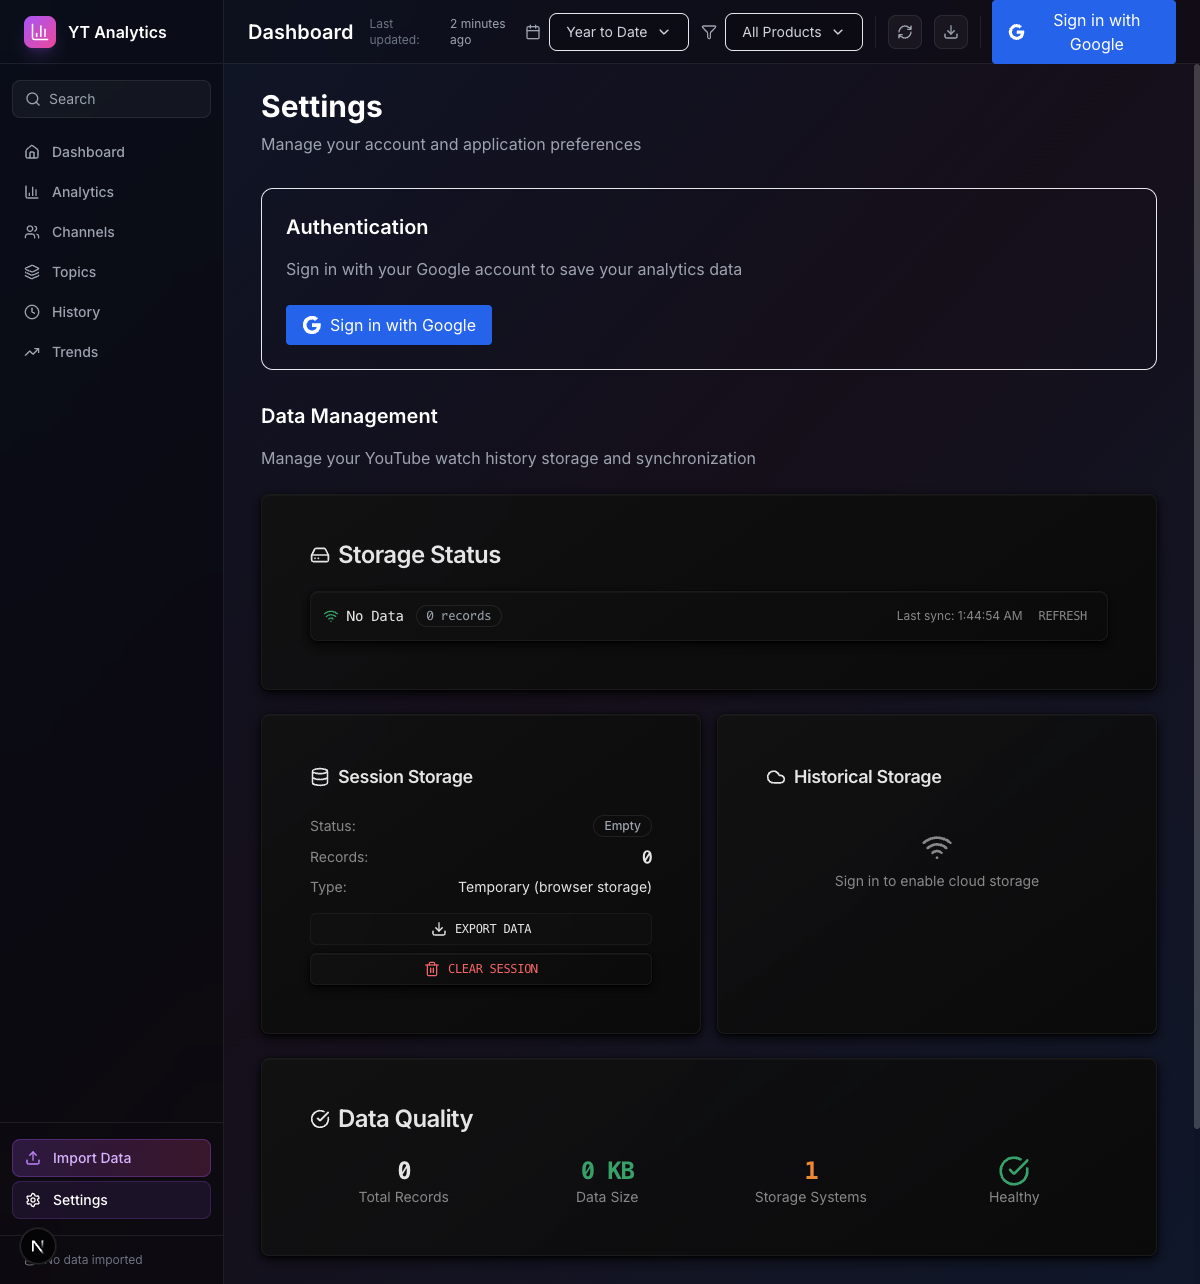 YT Analytics
Dashboard
Last updated:
2 minutes ago
Year to Date
All Products
Sign in with Google
Search
Dashboard
Analytics
Channels
Topics
History
Trends
Settings
Manage your account and application preferences
Authentication
Sign in with your Google account to save your analytics data
Sign in with Google
Data Management
Manage your YouTube watch history storage and synchronization
Storage Status
No Data
0 records
Last sync: 1:44:54 AM
REFRESH
Session Storage
Status:
Empty
Records:
0
Type:
Temporary (browser storage)
EXPORT DATA
CLEAR SESSION
Historical Storage
Sign in to enable cloud storage
Data Quality
0
Total Records
0 KB
Data Size
1
Storage Systems
Healthy
Import Data
Settings
N
No data imported